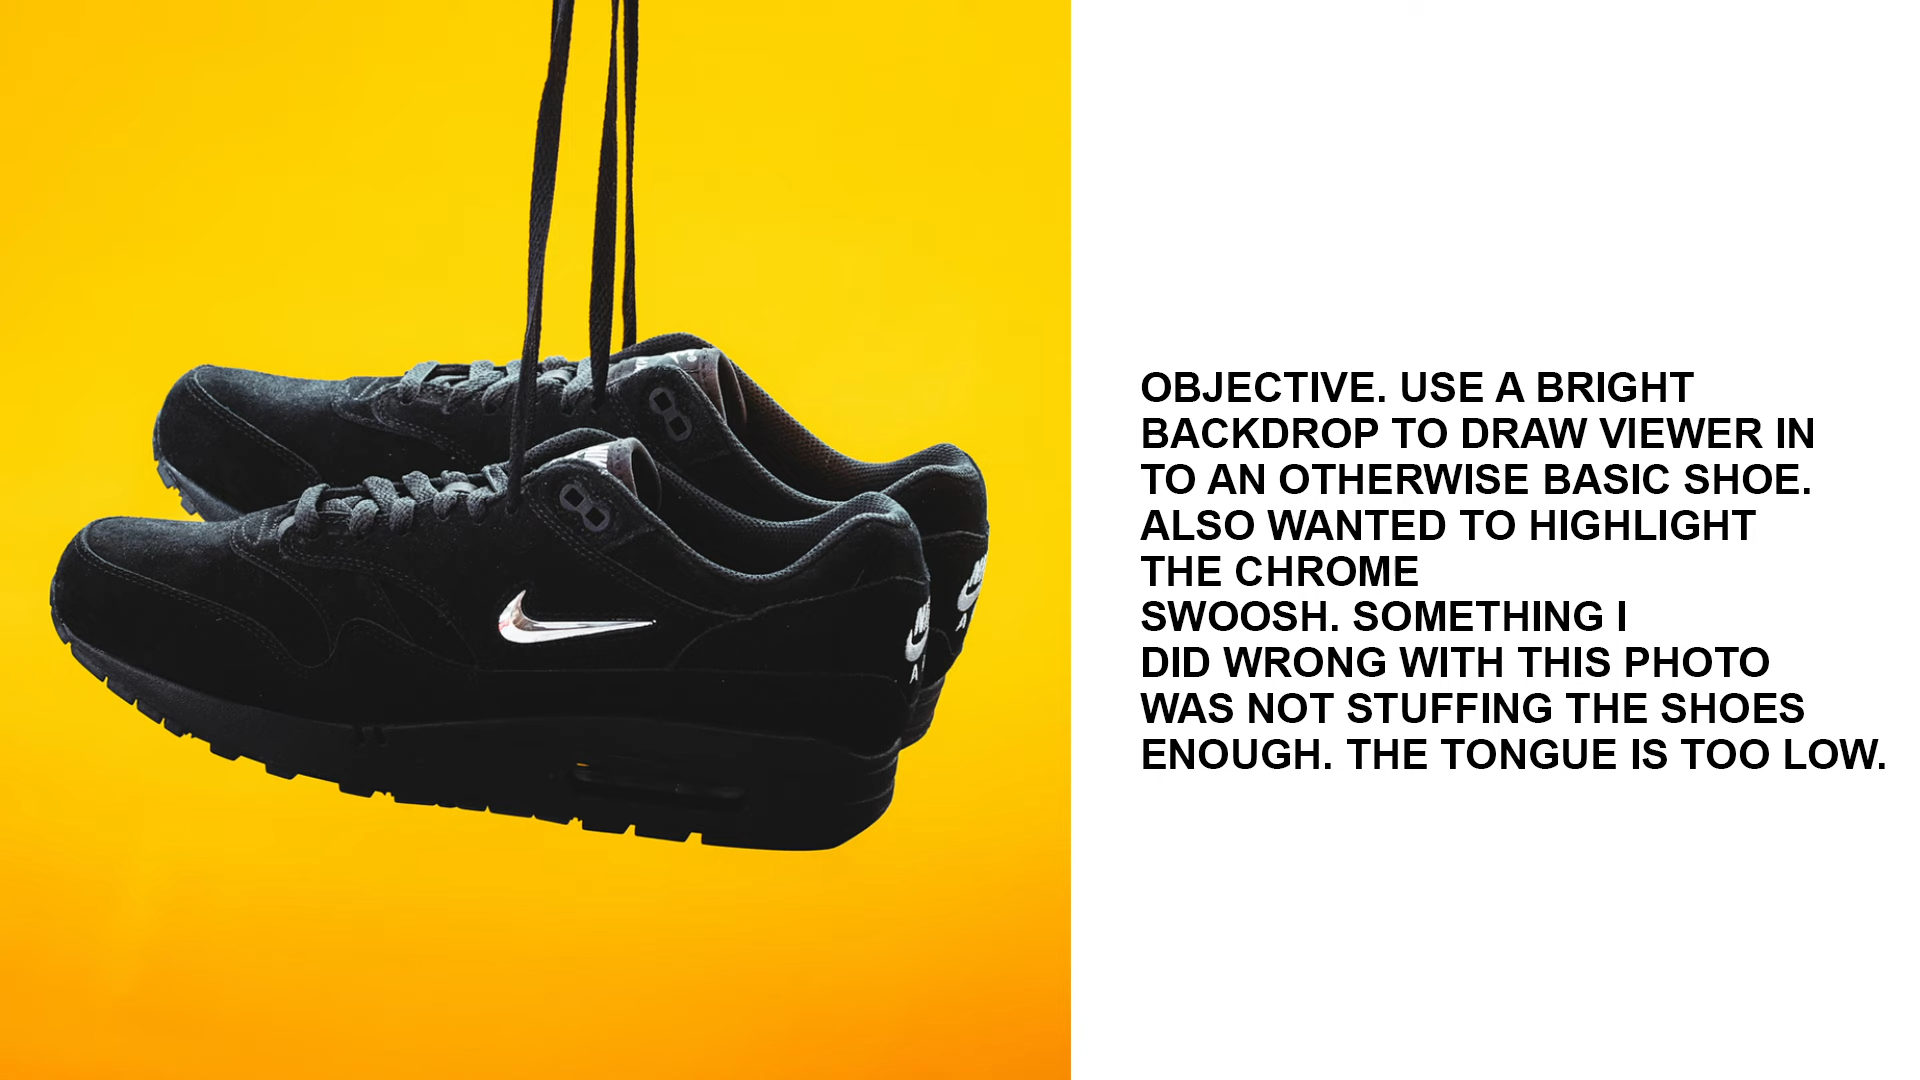 OBJECTIVE. USE A BRIGHT
BACKDROP TO DRAW VIEWER IN
TO AN OTHERWISE BASIC SHOE.
ALSO WANTED TO HIGHLIGHT
THE CHROME
SWOOSH. SOMETHING I
DID WRONG WITH THIS PHOTO
WAS NOT STUFFING THE SHOES
ENOUGH. THE TONGUE IS TOO LOW.